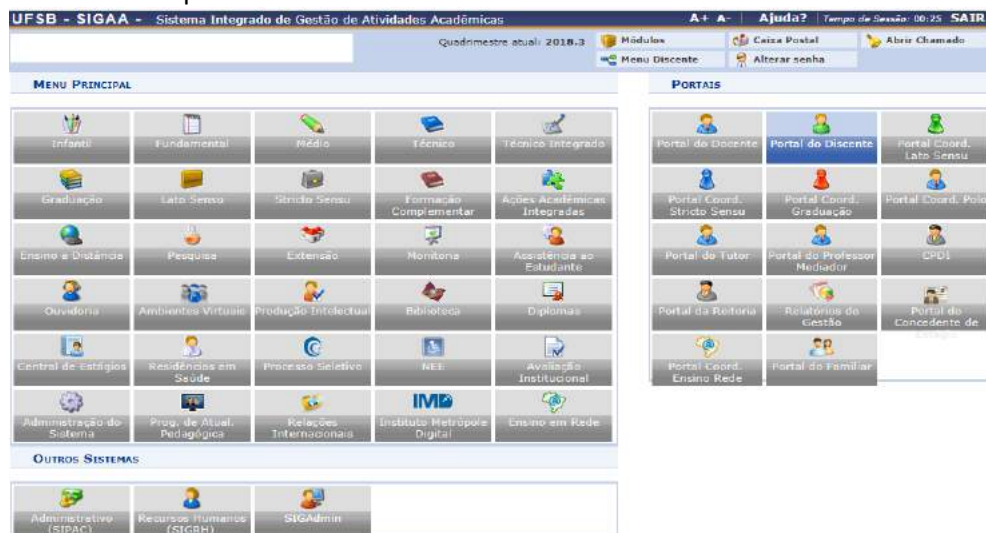 UFSB - SIGAA - Sistema Integrado de Gestão de Atividades Acadêmicas
A+ A- Ajuda? Tempo de Sessão: 00:25 SAIR
Quadrimestre atual: 2018.3
Módulos Caixa Postal Abrir Chamado
Menu Discente Alterar senha
MENU PRINCIPAL
Infantil Fundamental Médio Técnico Técnico Integrado
Graduação Lato Sensu Stricto Sensu Formação Complementar Ações Acadêmicas Integradas
Ensino a Distância Pesquisa Extensão Monitoria Assistência ao Estudante
Ouvidoria Ambientes Virtuais Produção Intelectual Biblioteca Diplomas
Central de Estágios Residências em Saúde Processo Seletivo NEE Avaliação Institucional
IMD
Administração do Sistema Prog. de Atual. Pedagógica Relações Internacionais Instituto Metrópole Digital Ensino em Rede
PORTAIS
Portal do Docente Portal do Discente Portal Coord. Lato Sensu
Portal Coord. Stricto Sensu Portal Coord. Graduação Portal Coord. Polo
Portal do Tutor Portal do Professor Mediador CPDI
Portal da Reitoria Relatórios de Gestão Portal do Concedente de
Portal Coord. Ensino Rede Portal do Familiar
OUTROS SISTEMAS
Administrativo (SIPAC) Recursos Humanos (SIGRH) SIGAdmin